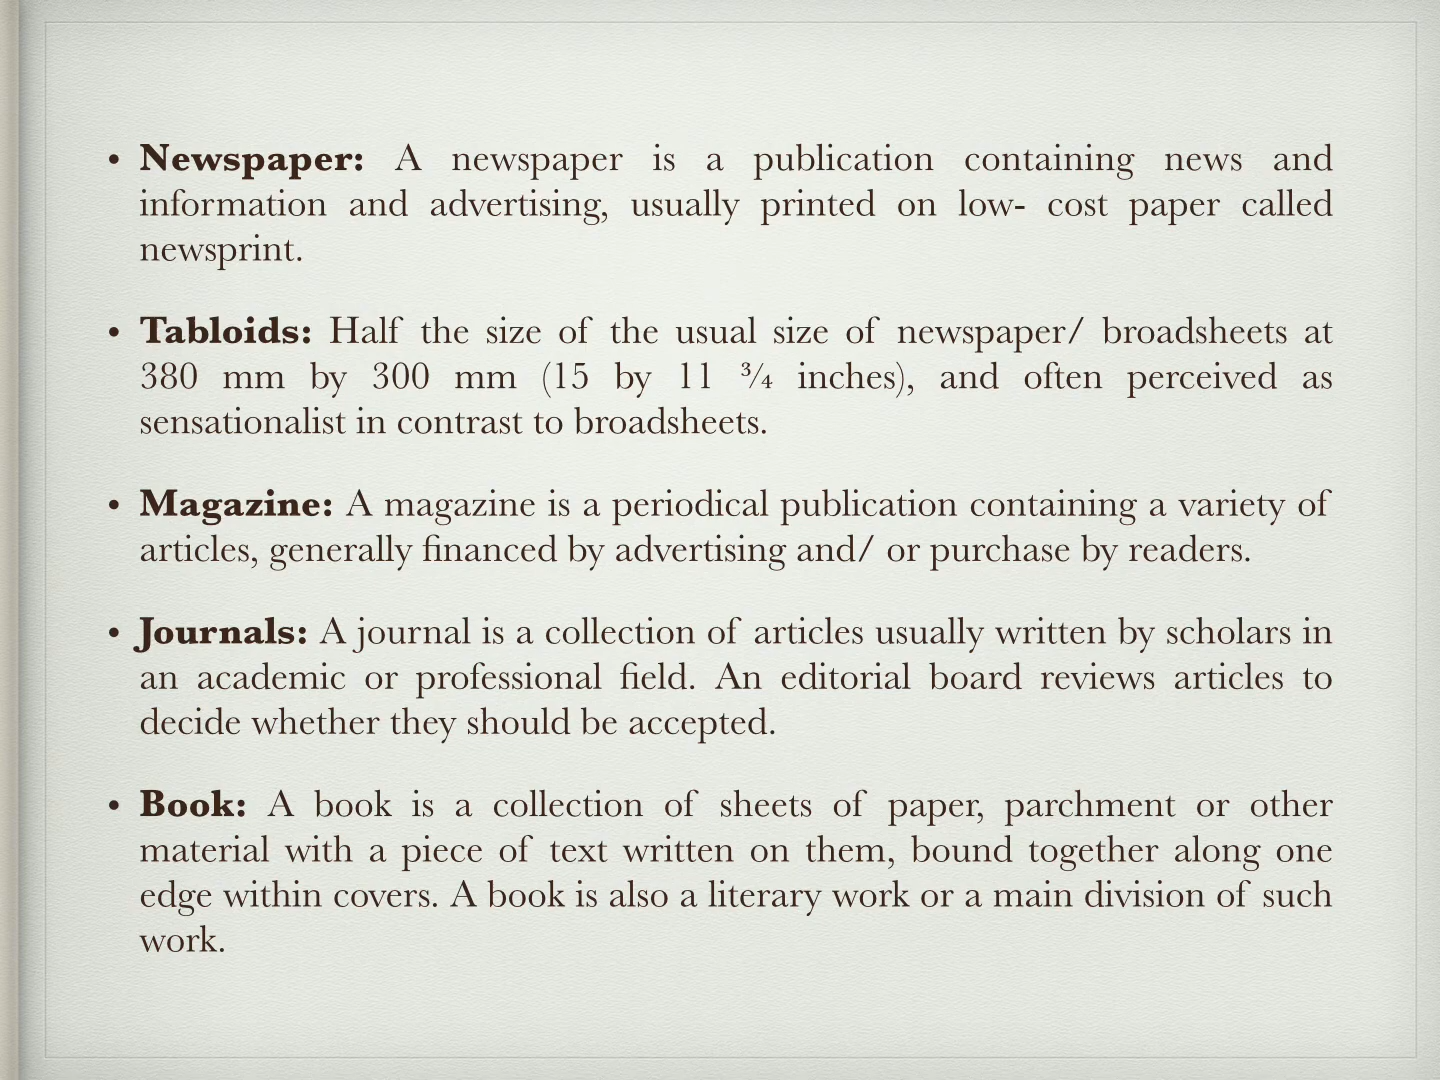 • Newspaper: A newspaper is a publication containing news and
information and advertising, usually printed on low- cost paper called
newsprint.
• Tabloids: Half the size of the usual size of newspaper/ broadsheets at
380 mm by 300 mm (15 by 11 ¾ inches), and often perceived as
sensationalist in contrast to broadsheets.
• Magazine: A magazine is a periodical publication containing a variety of
articles, generally financed by advertising and/ or purchase by readers.
• Journals: A journal is a collection of articles usually written by scholars in
an academic or professional field. An editorial board reviews articles to
decide whether they should be accepted.
• Book: A book is a collection of sheets of paper, parchment or other
material with a piece of text written on them, bound together along one
edge within covers. A book is also a literary work or a main division of such
work.